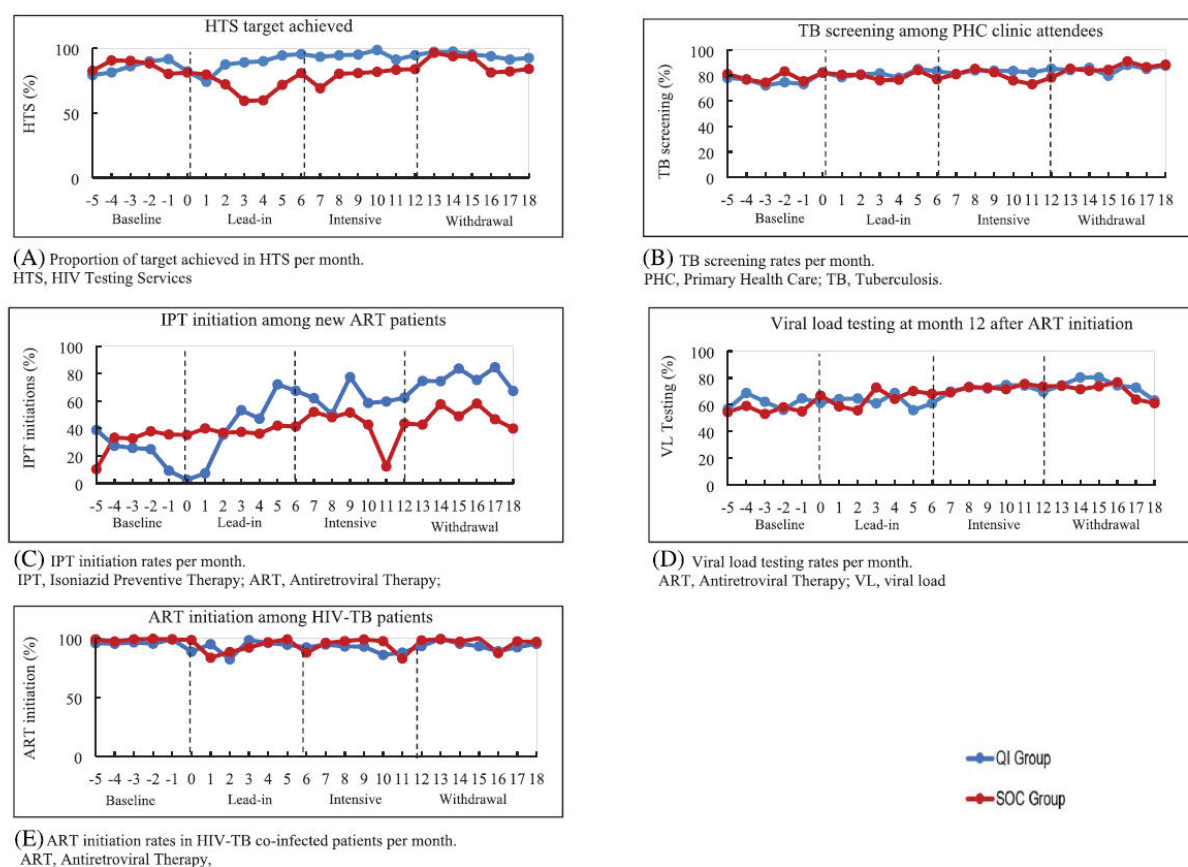 HTS target achieved
HTS (%)
100
50
0
-5 -4 -3 -2 -1 0 1 2 3 4 5 6 7 8 9 10 11 12 13 14 15 16 17 18
Baseline Lead-in Intensive Withdrawal
(A) Proportion of target achieved in HTS per month.
HTS, HIV Testing Services
TB screening among PHC clinic attendees
TB screening (%)
100
80
60
40
20
0
-5 -4 -3 -2 -1 0 1 2 3 4 5 6 7 8 9 10 11 12 13 14 15 16 17 18
Baseline Lead-in Intensive Withdrawal
(B) TB screening rates per month.
PHC, Primary Health Care; TB, Tuberculosis.
IPT initiation among new ART patients
IPT initiations (%)
100
80
60
40
20
0
-5 -4 -3 -2 -1 0 1 2 3 4 5 6 7 8 9 10 11 12 13 14 15 16 17 18
Baseline Lead-in Intensive Withdrawal
(C) IPT initiation rates per month.
IPT, Isoniazid Preventive Therapy; ART, Antiretroviral Therapy;
Viral load testing at month 12 after ART initiation
VL Testing (%)
100
80
60
40
20
0
-5 -4 -3 -2 -1 0 1 2 3 4 5 6 7 8 9 10 11 12 13 14 15 16 17 18
Baseline Lead-in Intensive Withdrawal
(D) Viral load testing rates per month.
ART, Antiretroviral Therapy; VL, viral load
ART initiation among HIV-TB patients
ART initiation (%)
100
50
0
-5 -4 -3 -2 -1 0 1 2 3 4 5 6 7 8 9 10 11 12 13 14 15 16 17 18
Baseline Lead-in Intensive Withdrawal
(E) ART initiation rates in HIV-TB co-infected patients per month.
ART, Antiretroviral Therapy,
QI Group
SOC Group